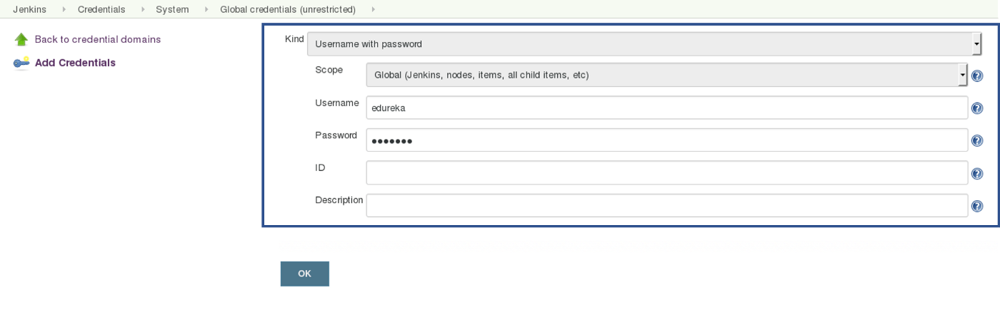 Jenkins Credentials System Global credentials (unrestricted)
Back to credential domains
Add Credentials
Kind Username with password
Scope Global (Jenkins, nodes, items, all child items, etc)
Username edureka
Password •••••••
ID
Description
OK